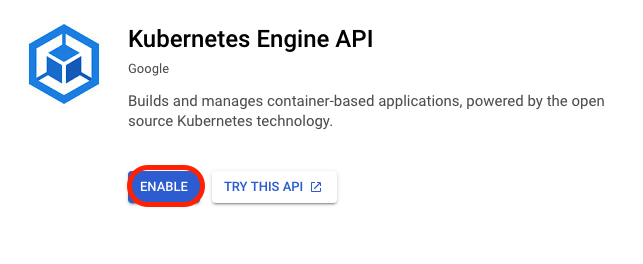 Kubernetes Engine API
Google
Builds and manages container-based applications, powered by the open
source Kubernetes technology.
ENABLE
TRY THIS API